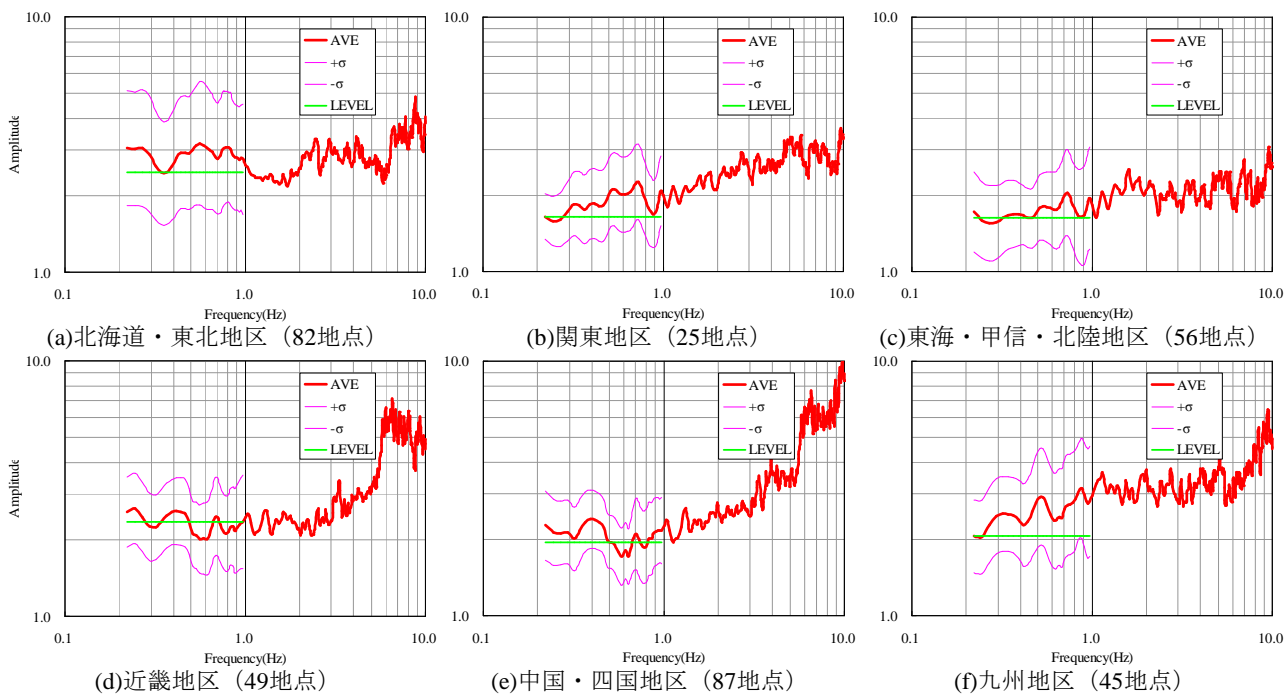 10.0
AVE
+σ
-σ
LEVEL
Amplitude
1.0
0.1
1.0
10.0
Frequency(Hz)
(a)北海道・東北地区（82地点）
10.0
AVE
+σ
-σ
LEVEL
1.0
0.1
1.0
10.0
Frequency(Hz)
(b)関東地区（25地点）
10.0
AVE
+σ
-σ
LEVEL
1.0
0.1
1.0
10.0
Frequency(Hz)
(c)東海・甲信・北陸地区（56地点）
10.0
AVE
+σ
-σ
LEVEL
Amplitude
1.0
0.1
1.0
10.0
Frequency(Hz)
(d)近畿地区（49地点）
10.0
AVE
+σ
-σ
LEVEL
1.0
0.1
1.0
10.0
Frequency(Hz)
(e)中国・四国地区（87地点）
10.0
AVE
+σ
-σ
LEVEL
1.0
0.1
1.0
10.0
Frequency(Hz)
(f)九州地区（45地点）